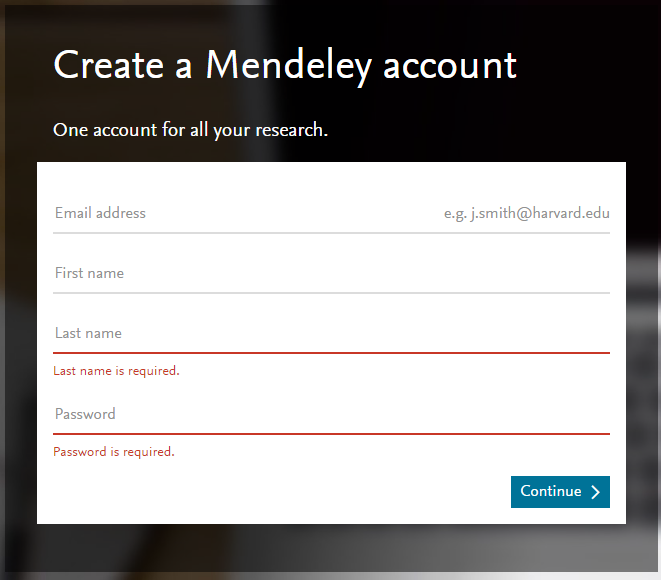 Create a Mendeley account
One account for all your research.
Email address e.g. j.smith@harvard.edu
First name
Last name
Last name is required.
Password
Password is required.
Continue